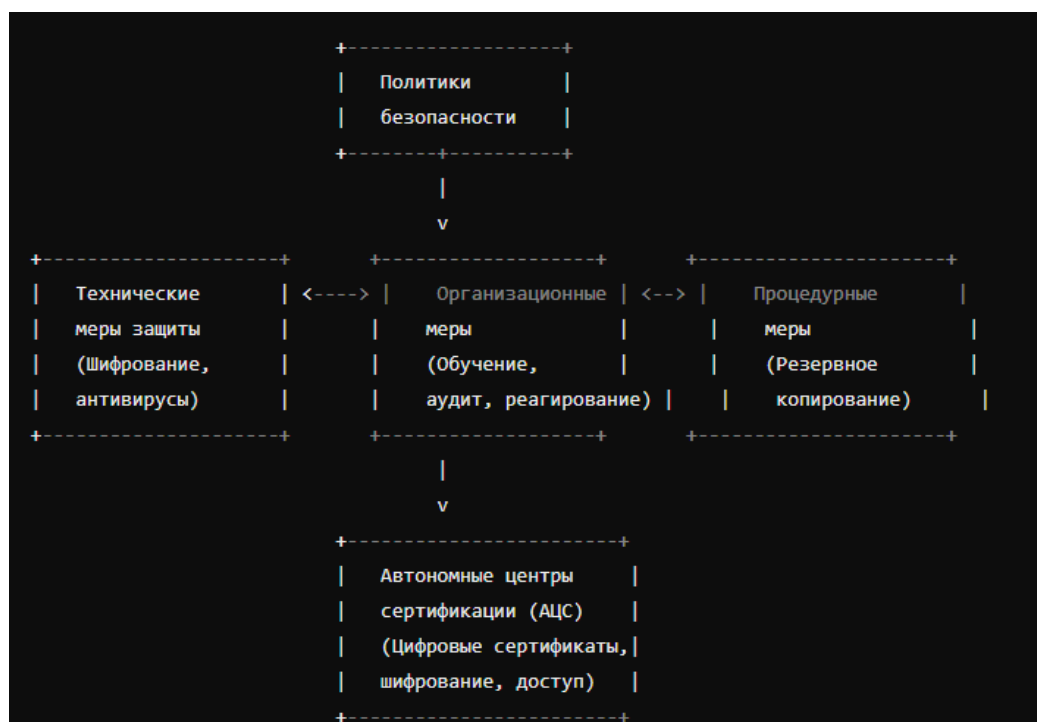 +-------------------+
|   Политики        |
|   безопасности    |
+--------+----------+
|
v
+---------------------+       +-------------------+       +----------------------+
|   Технические       | <----> |    Организационные | <--> |    Процедурные       |
|   меры защиты       |       |    меры             |       |    меры              |
|   (Шифрование,      |       |    (Обучение,       |       |    (Резервное        |
|   антивирусы)       |       |    аудит, реагирование) |    |    копирование)      |
+---------------------+       +-------------------+       +----------------------+
|
v
+------------------------+
|   Автономные центры     |
|   сертификации (АЦС)    |
|   (Цифровые сертификаты,|
|   шифрование, доступ)   |
+------------------------+